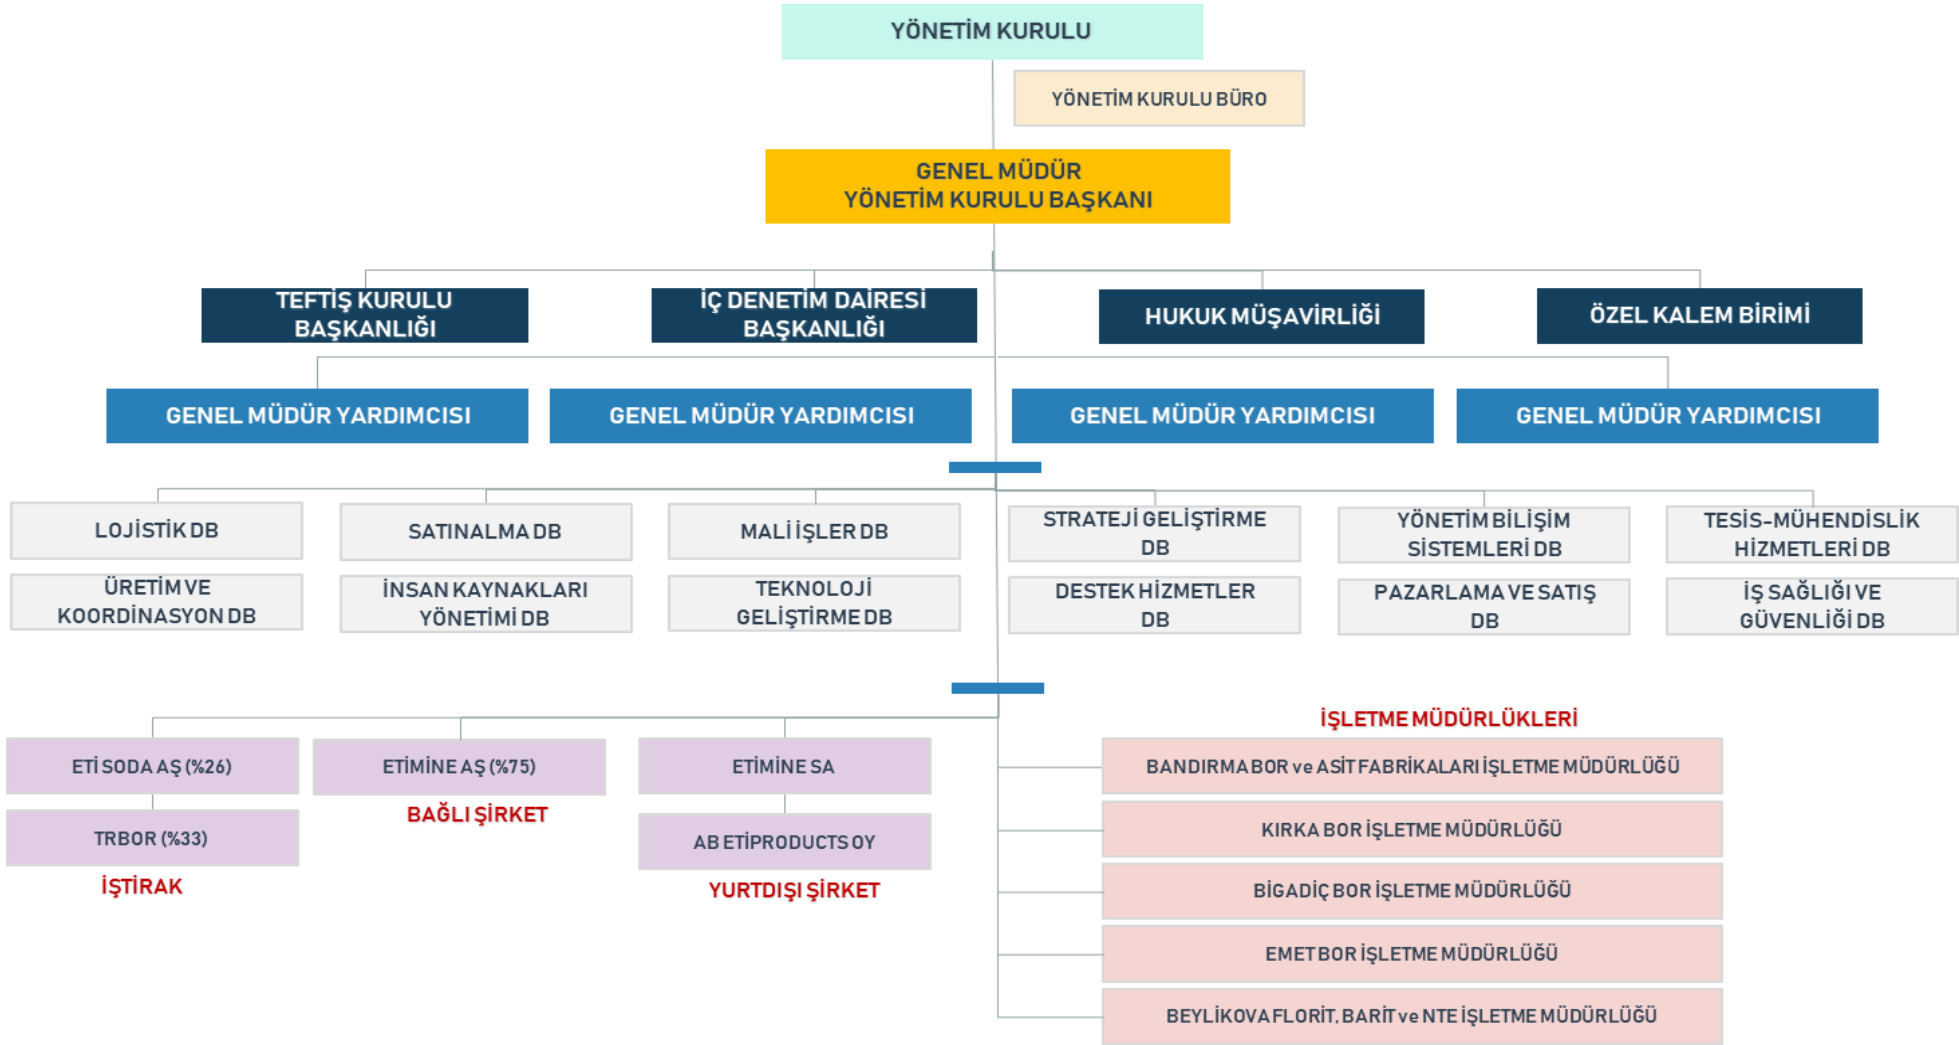 YÖNETİM KURULU
YÖNETİM KURULU BÜRO
GENEL MÜDÜR
YÖNETİM KURULU BAŞKANI
TEFTİŞ KURULU
BAŞKANLIĞI
İÇ DENETİM DAİRESİ
BAŞKANLIĞI
HUKUK MÜŞAVİRLİĞİ
ÖZEL KALEM BİRİMİ
GENEL MÜDÜR YARDIMCISI
GENEL MÜDÜR YARDIMCISI
GENEL MÜDÜR YARDIMCISI
GENEL MÜDÜR YARDIMCISI
LOJİSTİK DB
SATINALMA DB
MALİ İŞLER DB
STRATEJİ GELİŞTİRME
DB
YÖNETİM BİLİŞİM
SİSTEMLERİ DB
TESİS-MÜHENDİSLİK
HİZMETLERİ DB
ÜRETİM VE
KOORDİNASYON DB
İNSAN KAYNAKLARI
YÖNETİMİ DB
TEKNOLOJİ
GELİŞTİRME DB
DESTEK HİZMETLER
DB
PAZARLAMA VE SATIŞ
DB
İŞ SAĞLIĞI VE
GÜVENLİĞİ DB
ETİ SODA AŞ (%26)
TRBOR (%33)
İŞTİRAK
ETİMİNE AŞ (%75)
BAĞLI ŞİRKET
ETİMİNE SA
AB ETİPRODUCTS OY
YURTDIŞI ŞİRKET
İŞLETME MÜDÜRLÜKLERİ
BANDIRMA BOR ve ASİT FABRİKALARI İŞLETME MÜDÜRLÜĞÜ
KIRKA BOR İŞLETME MÜDÜRLÜĞÜ
BİGADİÇ BOR İŞLETME MÜDÜRLÜĞÜ
EMET BOR İŞLETME MÜDÜRLÜĞÜ
BEYLİKOVA FLORİT, BARİT ve NTE İŞLETME MÜDÜRLÜĞÜ